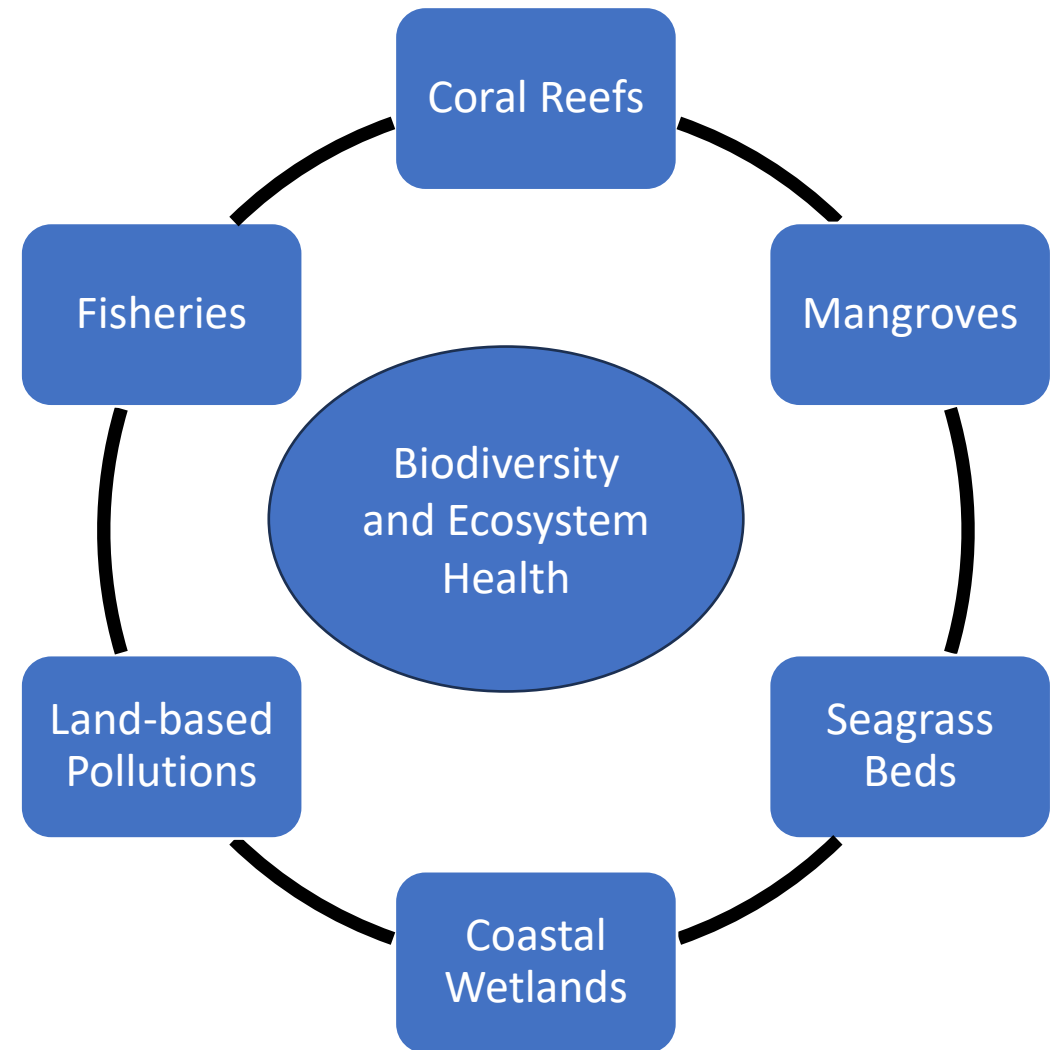 Coral Reefs
Mangroves
Seagrass
Beds
Coastal
Wetlands
Land-based
Pollutions
Fisheries
Biodiversity
and Ecosystem
Health